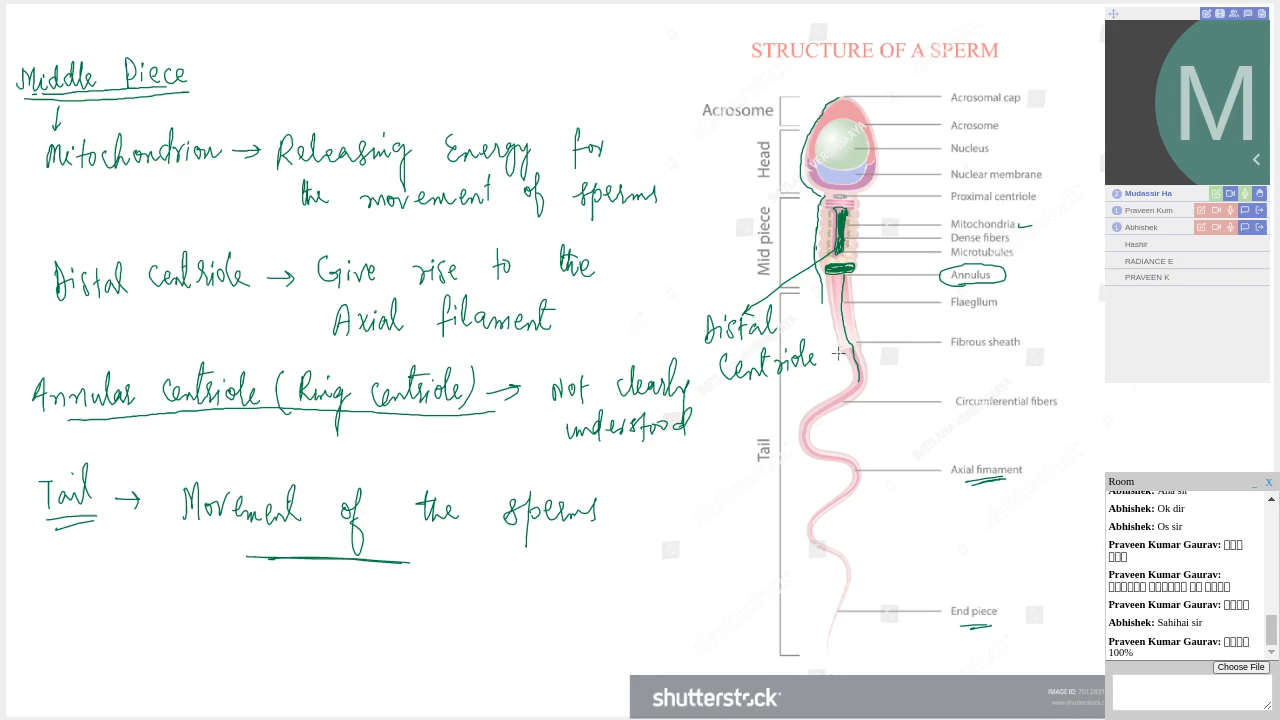 Middle Piece
Mitochondrion → Releasing Energy for
the movement of sperms
Distal centriole → Give rise to the
Axial filament
Annular centriole (Ring centriole) → Not clearly
understood
Tail → Movement of the sperms
STRUCTURE OF A SPERM
Acrosome
Head
Mid piece
Tail
Acrosomal cap
Acrosome
Nucleus
Nuclear membrane
Proximal centriole
Mitochondria
Dense fibers
Microtubules
Annulus
Flaegllum
Fibrous sheath
Circumferential fibers
Axial fimament
End piece
Distal
Centriole
shutterstock
IMAGE ID:
M
Mudassir Ha
Praveen Kum
Abhishek
Hashir
RADIANCE E
PRAVEEN K
Room
Abhishek: Ok dir
Abhishek: Os sir
Praveen Kumar Gaurav:
Praveen Kumar Gaurav:
Praveen Kumar Gaurav:
Abhishek: Sahihai sir
Praveen Kumar Gaurav:
100%
Choose File